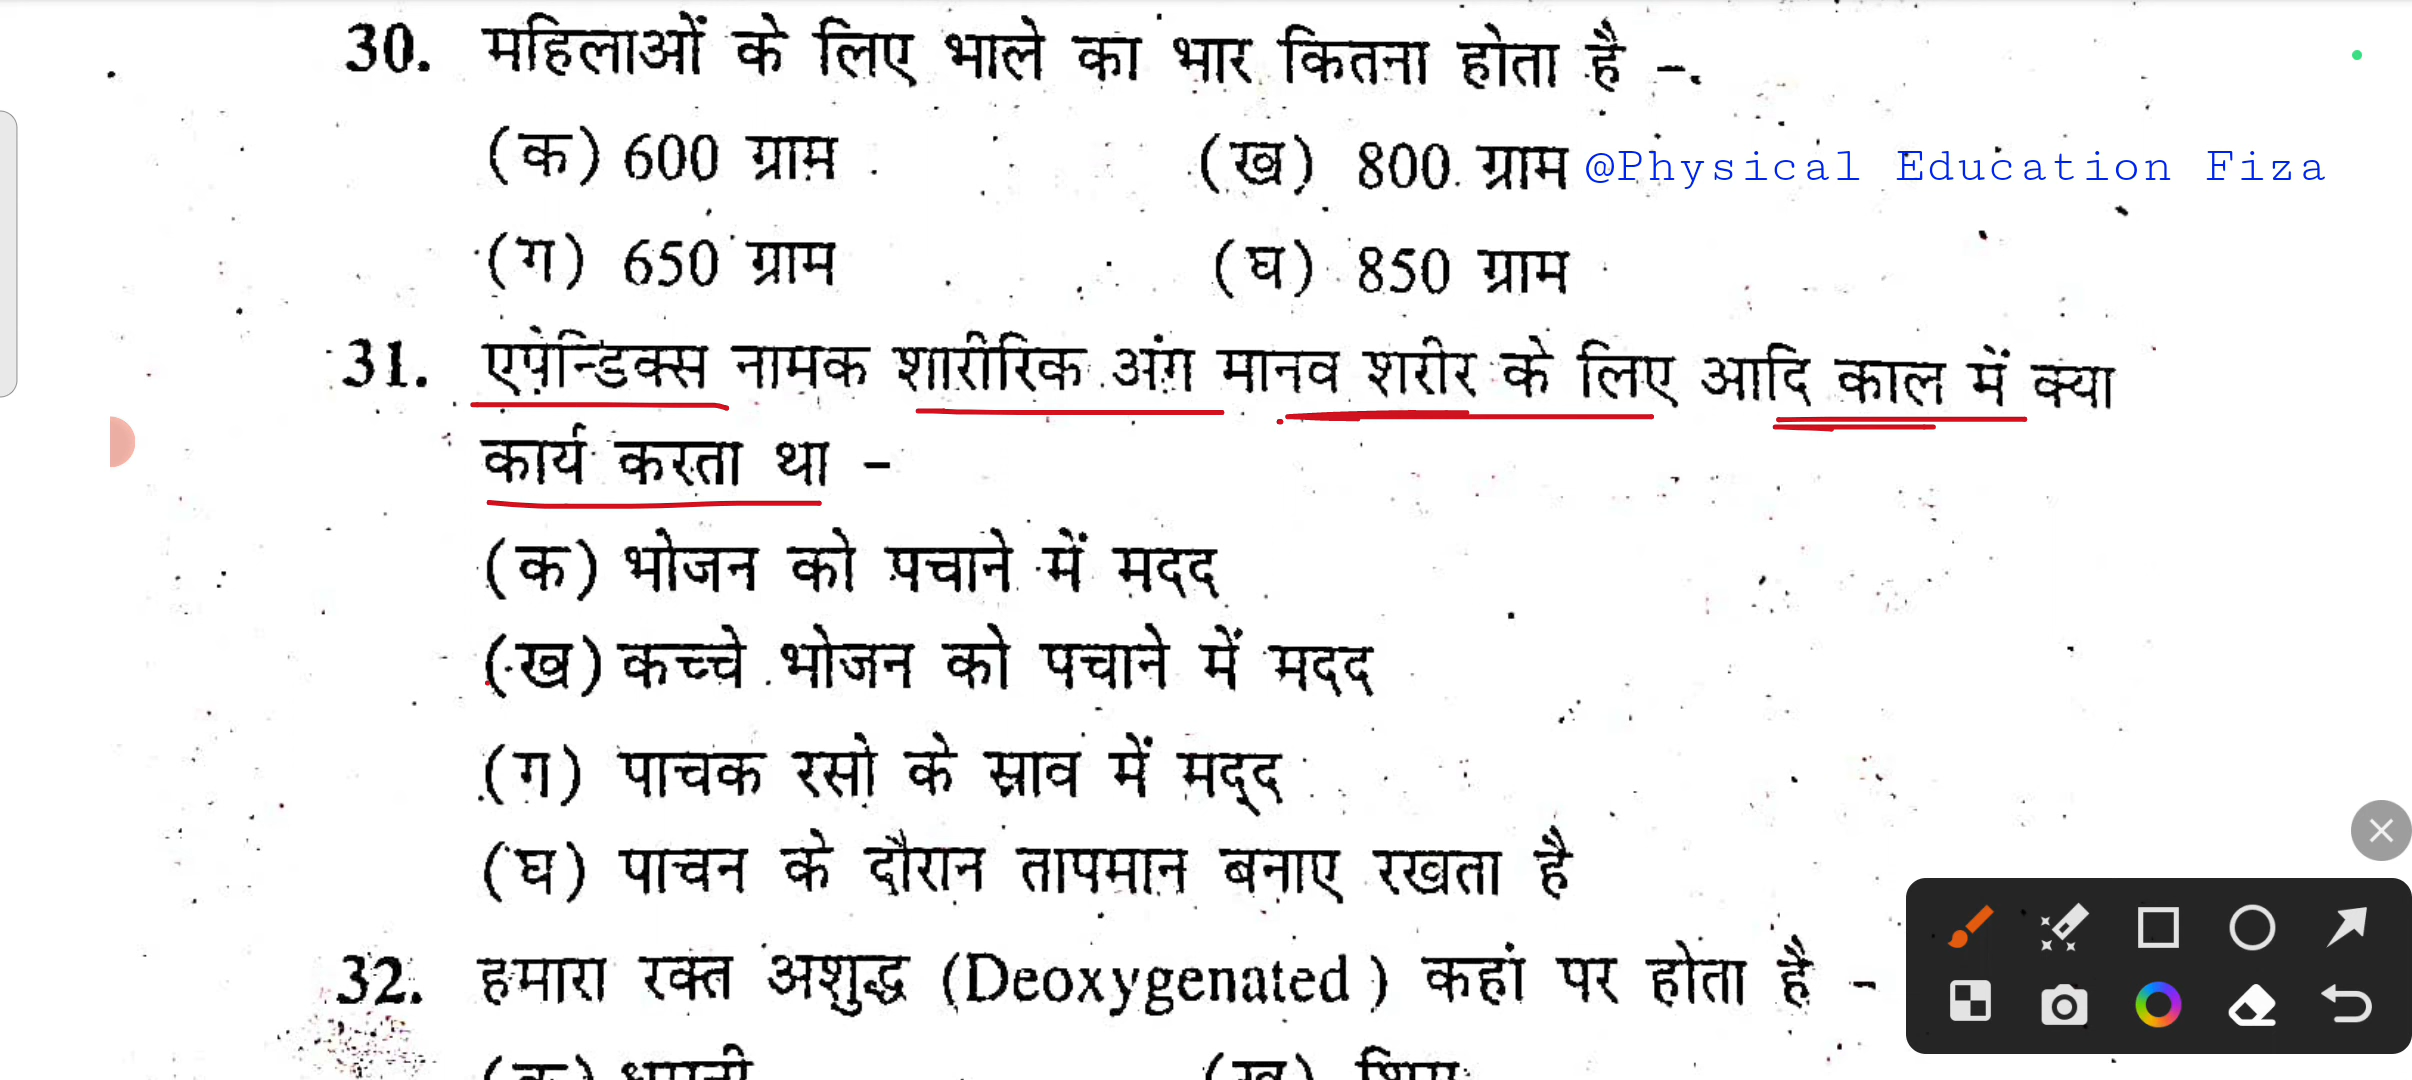 30. महिलाओं के लिए भाले का भार कितना होता है –.
(क) 600 ग्राम (ख) 800 ग्राम @Physical Education Fiza
(ग) 650 ग्राम (घ) 850 ग्राम
31. एपेन्डिक्स नामक शारीरिक अंग मानव शरीर के लिए आदि काल में क्या
कार्य करता था –
(क) भोजन को पचाने में मदद
(ख) कच्चे भोजन को पचाने में मदद
(ग) पाचक रसो के स्राव में मद्द
(घ) पाचन के दौरान तापमान बनाए रखता है
32. हमारा रक्त अशुद्ध (Deoxygenated) कहां पर होता है –
(क) (ख)